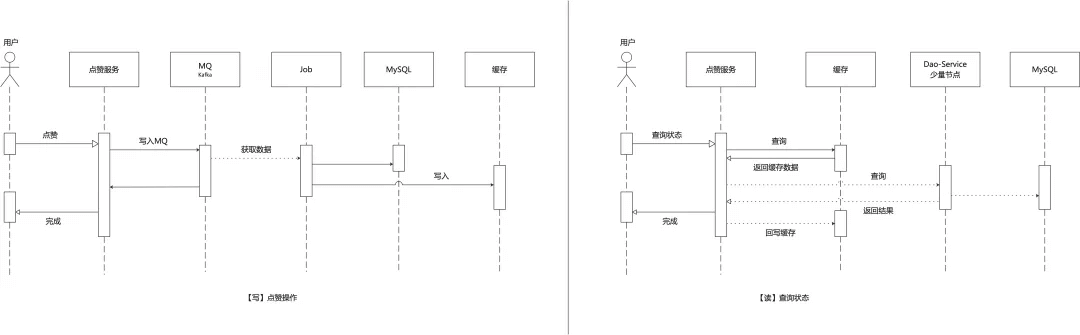 用户
点赞服务
MQ
Kafka
Job
MySQL
缓存
点赞
写入MQ
获取数据
写入
完成
【写】点赞操作
用户
点赞服务
缓存
Dao-Service
少量节点
MySQL
查询状态
查询
返回缓存数据
查询
返回结果
完成
回写缓存
【读】查询状态